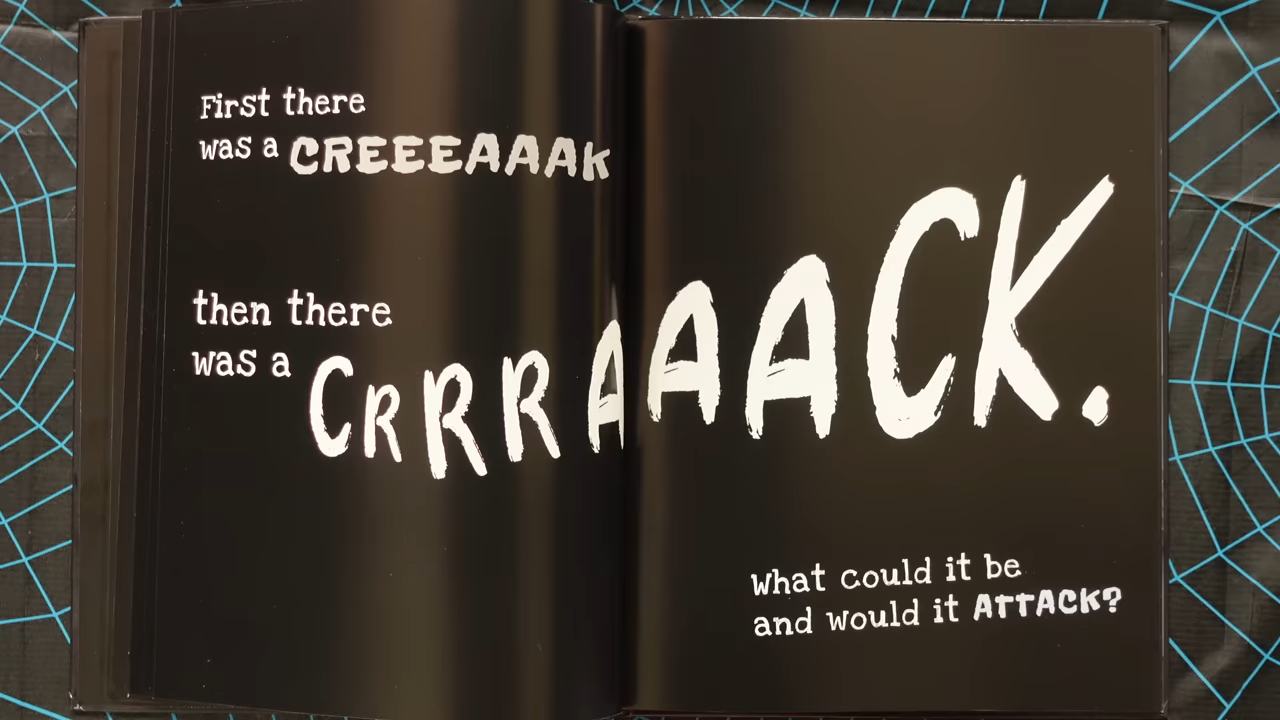 First there
was a CREEEAAAK
then there
was a CRRRAAACK.
What could it be
and would it ATTACK?